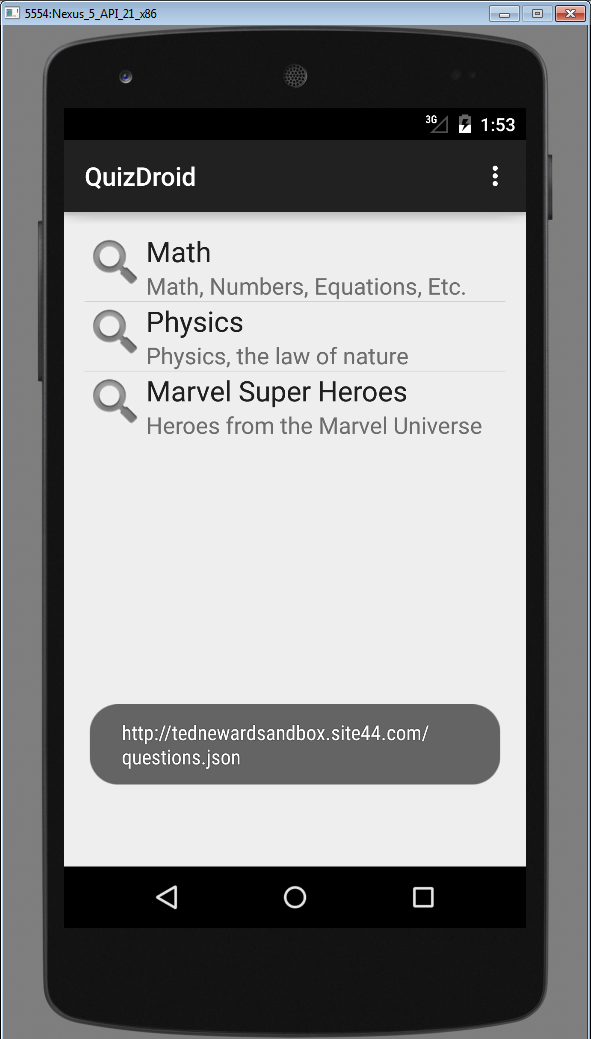 5554:Nexus_5_API_21_x86
3G 1:53
QuizDroid
Math
Math, Numbers, Equations, Etc.
Physics
Physics, the law of nature
Marvel Super Heroes
Heroes from the Marvel Universe
http://tednewardsandbox.site44.com/
questions.json